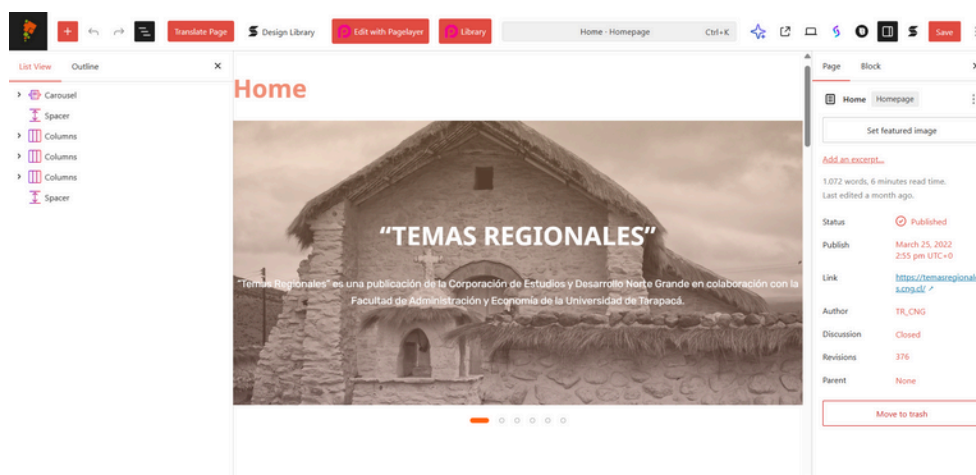 Translate Page
Design Library
Edit with Pagelayer
Library
Home · Homepage
Ctrl+K
Save
List View
Outline
Carousel
Spacer
Columns
Columns
Columns
Spacer
Home
“TEMAS REGIONALES”
“Temas Regionales” es una publicación de la Corporación de Estudios y Desarrollo Norte Grande en colaboración con la
Facultad de Administración y Economía de la Universidad de Tarapacá.
Page
Block
Home
Homepage
Set featured image
Add an excerpt...
1.072 words, 6 minutes read time.
Last edited a month ago.
Status
Published
Publish
March 25, 2022
2:55 pm UTC+0
Link
https://temasregionale
s.cng.cl/
Author
TR_CNG
Discussion
Closed
Revisions
376
Parent
None
Move to trash